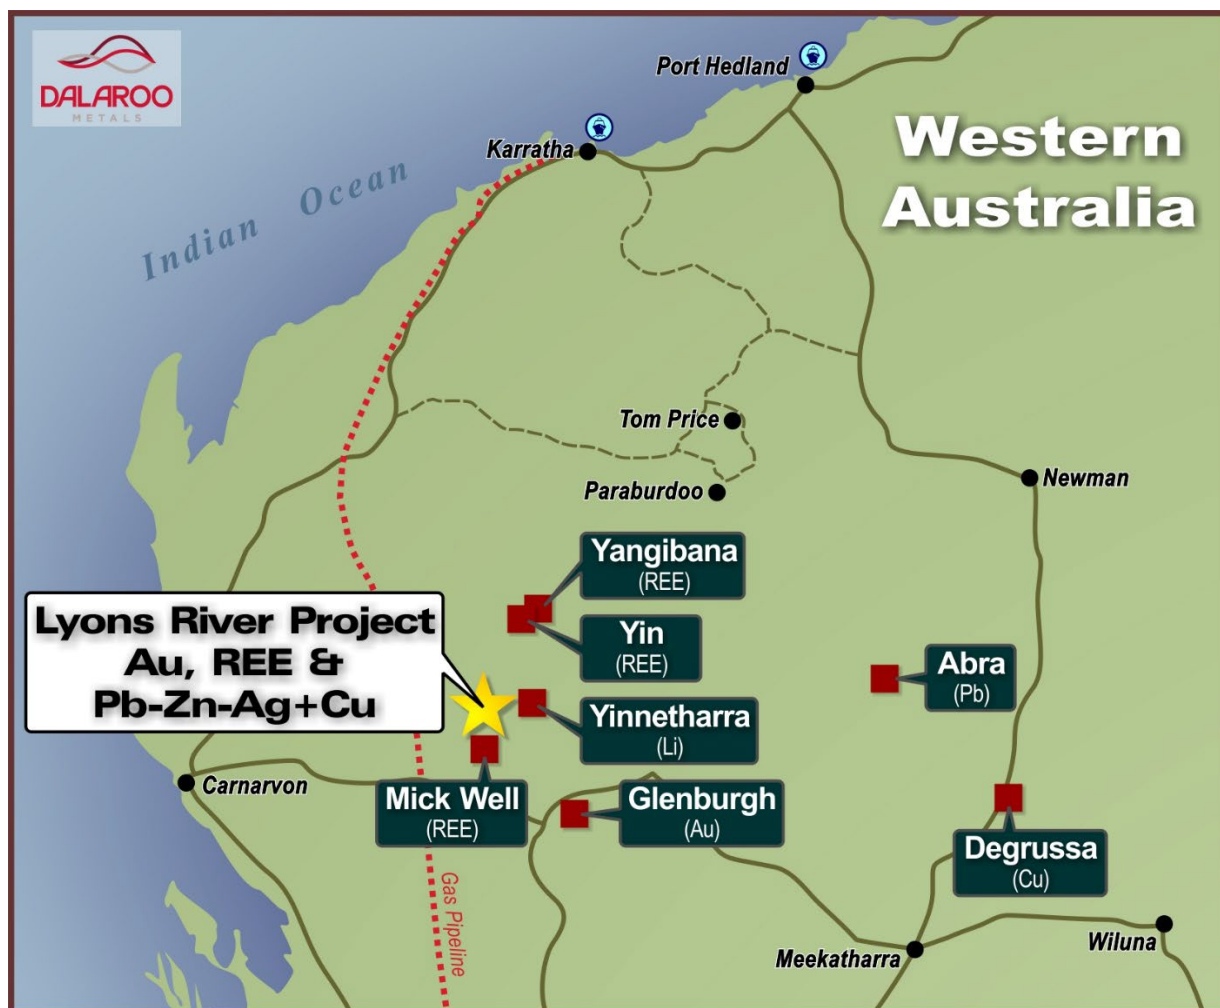 DALAROO
METALS
Port Hedland
Karratha
Western
Australia
Indian Ocean
Tom Price
Newman
Paraburdoo
Yangibana
(REE)
Lyons River Project
Au, REE &
Pb-Zn-Ag+Cu
Yin
(REE)
Abra
(Pb)
Yinnetharra
(Li)
Carnarvon
Mick Well
(REE)
Glenburgh
(Au)
Degrussa
(Cu)
Gas Pipeline
Meekatharra
Wiluna